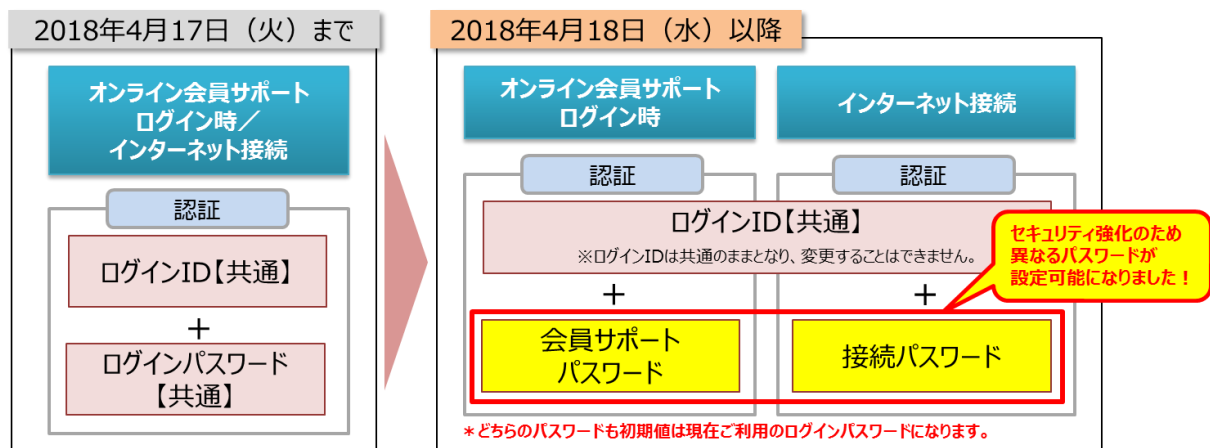 2018年4月17日（火）まで
オンライン会員サポート
ログイン時／
インターネット接続
認証
ログインID【共通】
＋
ログインパスワード
【共通】
2018年4月18日（水）以降
オンライン会員サポート
ログイン時
インターネット接続
認証
認証
ログインID【共通】
※ログインIDは共通のままとなり、変更することはできません。
セキュリティ強化のため
異なるパスワードが
設定可能になりました！
＋
＋
会員サポート
パスワード
接続パスワード
＊どちらのパスワードも初期値は現在ご利用のログインパスワードになります。